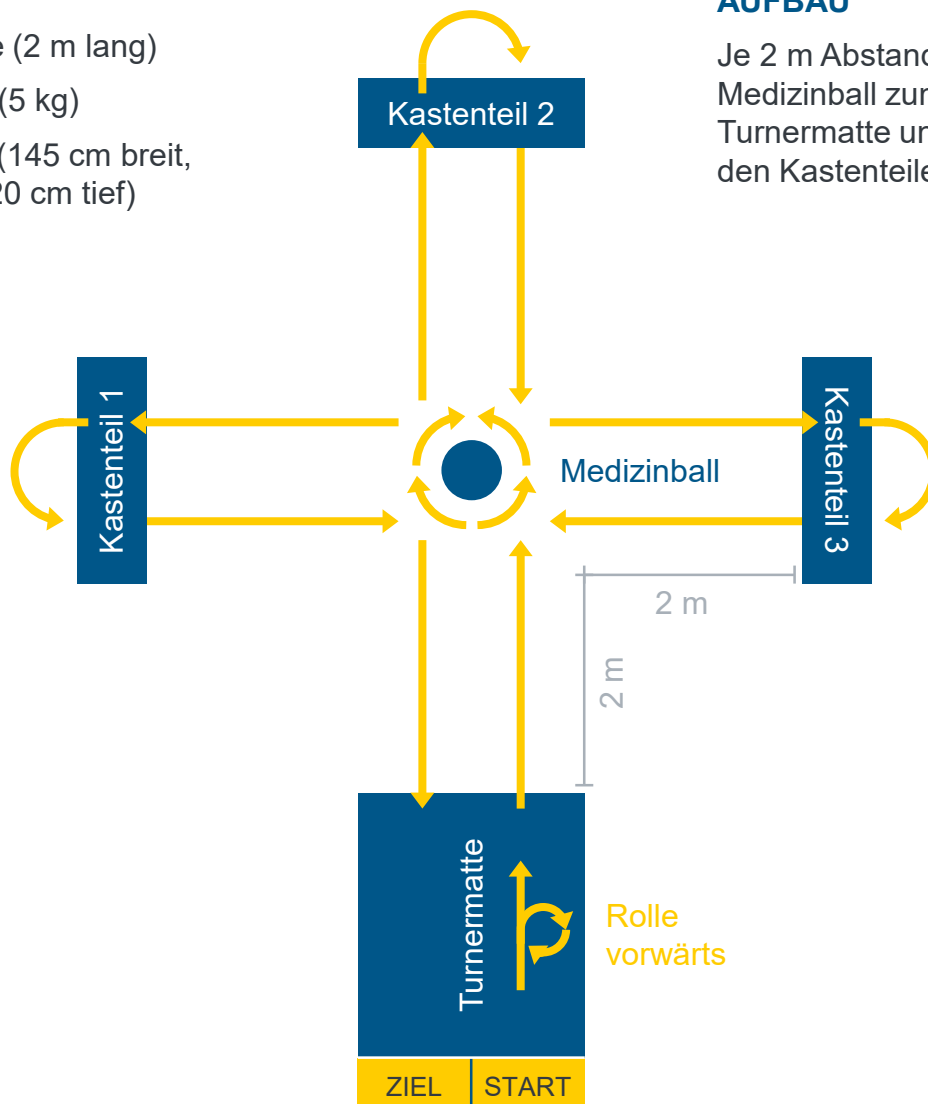 (2 m lang)
(5 kg)
(145 cm breit,
cm tief)
AUFBAU
Je 2 m Abstand
Medizinball zur
Turnermatte un
den Kastenteile
Kastenteil 2
Kastenteil 1
Kastenteil 3
Medizinball
2 m
2 m
Turnermatte
Rolle
vorwärts
ZIEL
START